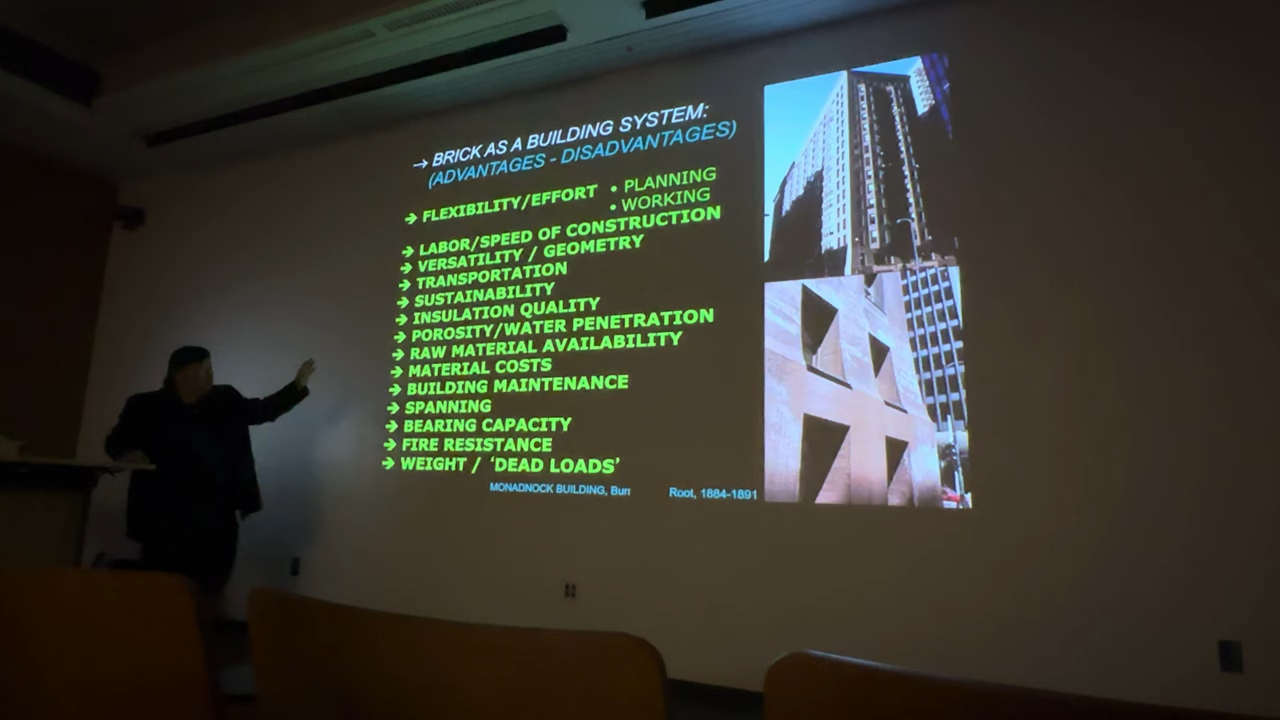 → BRICK AS A BUILDING SYSTEM:
(ADVANTAGES - DISADVANTAGES)
→ FLEXIBILITY/EFFORT • PLANNING
• WORKING
→ LABOR/SPEED OF CONSTRUCTION
→ VERSATILITY / GEOMETRY
→ TRANSPORTATION
→ SUSTAINABILITY
→ INSULATION QUALITY
→ POROSITY/WATER PENETRATION
→ RAW MATERIAL AVAILABILITY
→ MATERIAL COSTS
→ BUILDING MAINTENANCE
→ SPANNING
→ BEARING CAPACITY
→ FIRE RESISTANCE
→ WEIGHT / ‘DEAD LOADS’
MONADNOCK BUILDING, Root, 1884-1891